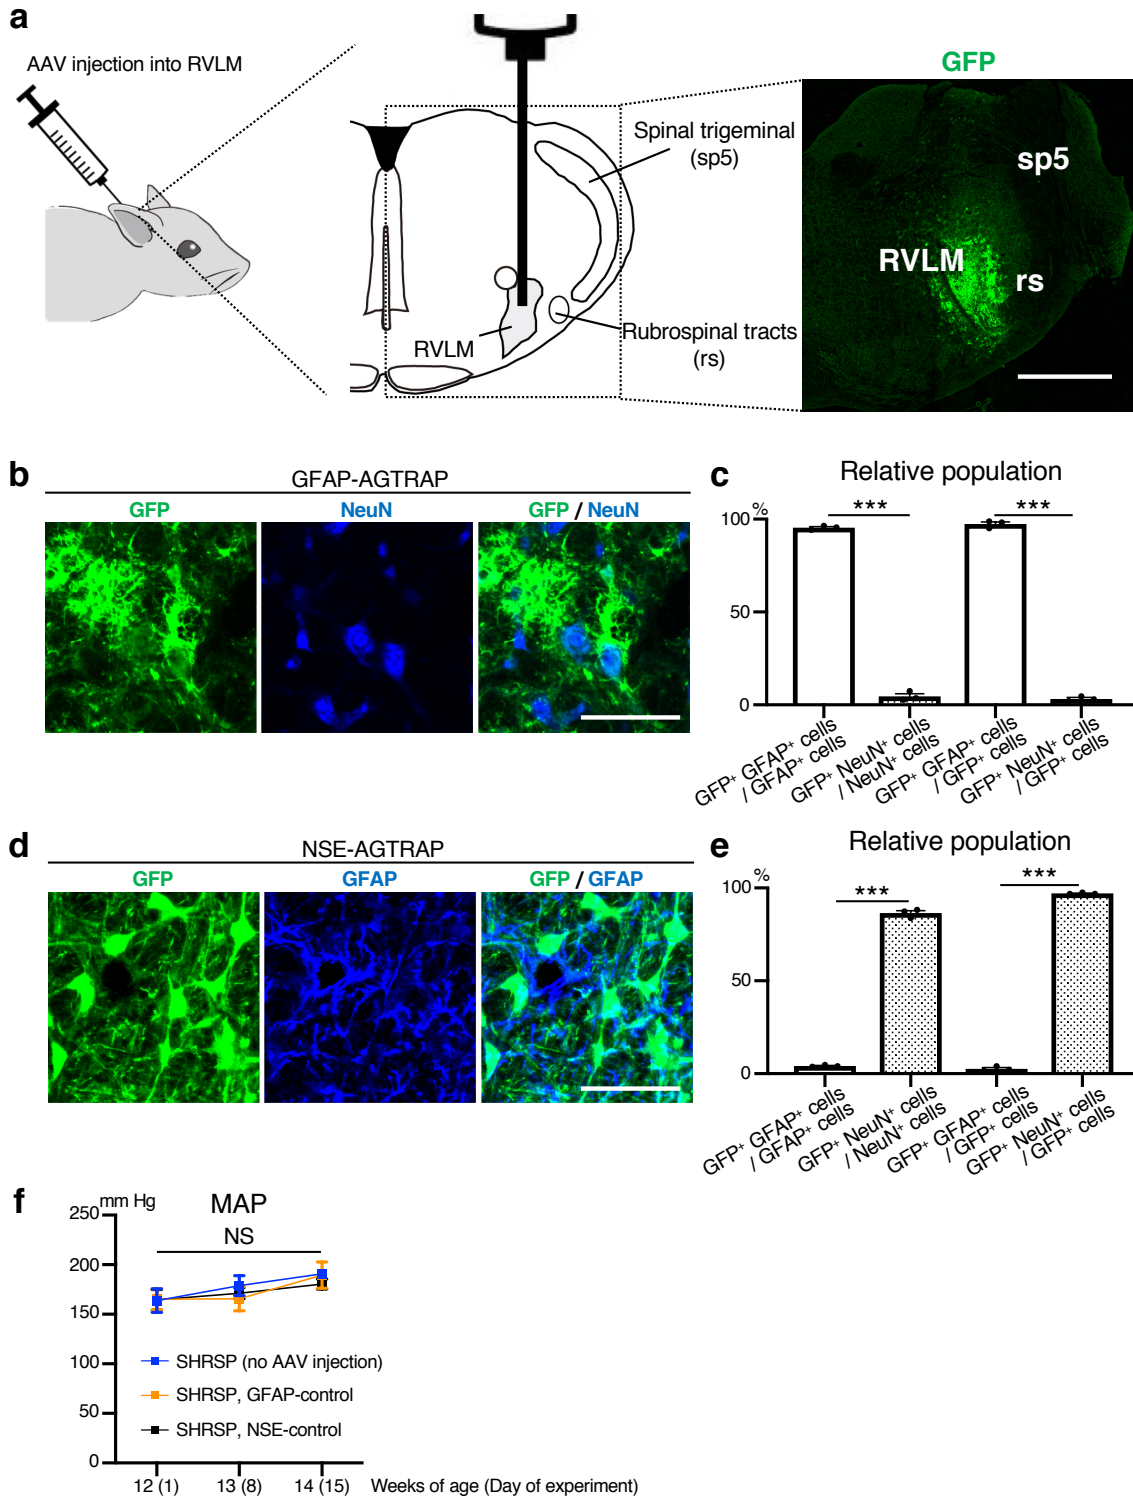 a
AAV injection into RVLM
Spinal trigeminal
(sp5)
RVLM
Rubrospinal tracts
(rs)
GFP
sp5
RVLM
rs
b
GFAP-AGTRAP
GFP
NeuN
GFP / NeuN
c
Relative population
%
100
50
0
***
***
GFP⁺ GFAP⁺ cells
/ GFAP⁺ cells
GFP⁺ NeuN⁺ cells
/ NeuN⁺ cells
GFP⁺ GFAP⁺ cells
/ GFP⁺ cells
GFP⁺ NeuN⁺ cells
/ GFP⁺ cells
d
NSE-AGTRAP
GFP
GFAP
GFP / GFAP
e
Relative population
%
100
50
0
***
***
GFP⁺ GFAP⁺ cells
/ GFAP⁺ cells
GFP⁺ NeuN⁺ cells
/ NeuN⁺ cells
GFP⁺ GFAP⁺ cells
/ GFP⁺ cells
GFP⁺ NeuN⁺ cells
/ GFP⁺ cells
f
mm Hg
MAP
NS
250
200
150
100
50
0
SHRSP (no AAV injection)
SHRSP, GFAP-control
SHRSP, NSE-control
12 (1) 13 (8) 14 (15) Weeks of age (Day of experiment)